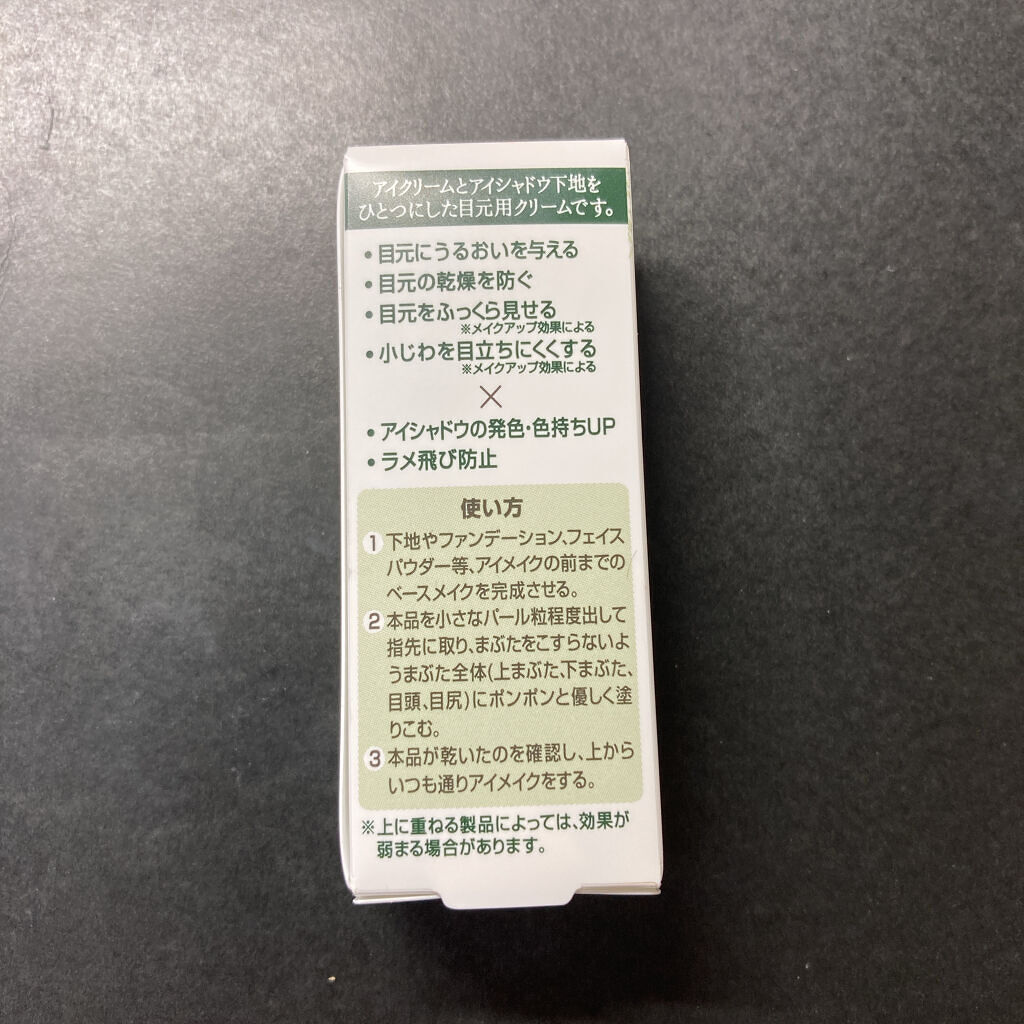 アイクリームとアイシャドウ下地を
ひとつにした目元用クリームです。
•目元にうるおいを与える
•目元の乾燥を防ぐ
•目元をふっくら見せる
※メイクアップ効果による
•小じわを目立ちにくくする
※メイクアップ効果による
×
•アイシャドウの発色・色持ちUP
•ラメ飛び防止
使い方
1 下地やファンデーション、フェイス
パウダー等、アイメイクの前までの
ベースメイクを完成させる。
2 本品を小さなパール粒程度出して
指先に取り、まぶたをこすらないよ
うまぶた全体(上まぶた、下まぶた、
目頭、目尻)にポンポンと優しく塗
りこむ。
3 本品が乾いたのを確認し、上から
いつも通りアイメイクをする。
※上に重ねる製品によっては、効果が
弱まる場合があります。